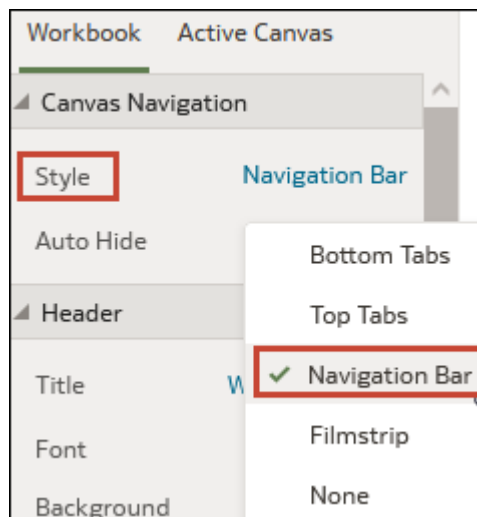 Workbook Active Canvas
Canvas Navigation
Style Navigation Bar
Auto Hide
Bottom Tabs
Header
Top Tabs
Title W
Navigation Bar
Font
Filmstrip
Background
None